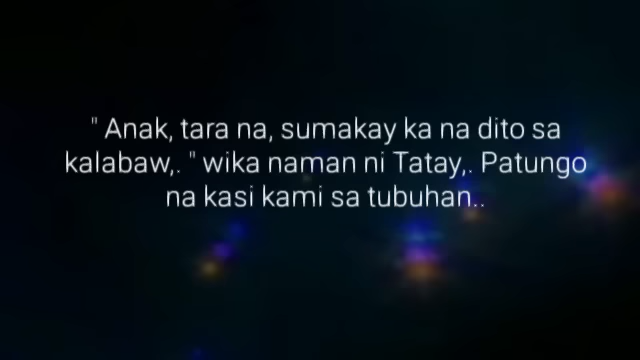 " Anak, tara na, sumakay ka na dito sa
kalabaw,. " wika naman ni Tatay,. Patungo
na kasi kami sa tubuhan..